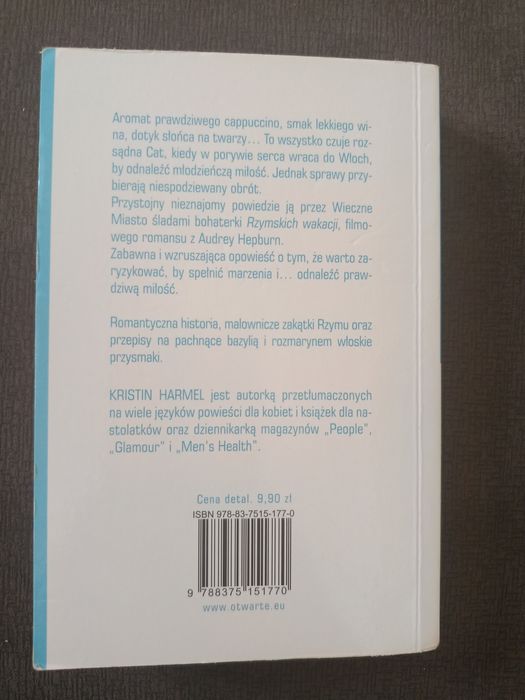 Aromat prawdziwego cappuccino, smak lekkiego wi-
na, dotyk słońca na twarzy... To wszystko czuje roz-
sądna Cat, kiedy w porywie serca wraca do Włoch,
by odnaleźć młodzieńczą miłość. Jednak sprawy przy-
bierają niespodziewany obrót.
Przystojny nieznajomy powiedzie ją przez Wieczne
Miasto śladami bohaterki Rzymskich wakacji, filmo-
wego romansu z Audrey Hepburn.
Zabawna i wzruszająca opowieść o tym, że warto za-
ryzykować, by spełnić marzenia i... odnaleźć praw-
dziwą miłość.
Romantyczna historia, malownicze zakątki Rzymu oraz
przepisy na pachnące bazylią i rozmarynem włoskie
przysmaki.
KRISTIN HARMEL jest autorką przetłumaczonych
na wiele języków powieści dla kobiet i książek dla na-
stolatków oraz dziennikarką magazynów „People",
„Glamour" i „Men's Health".
Cena detal. 9,90 zł
ISBN 978-83-7515-177-0
9 788375 151770
www.otwarte.eu